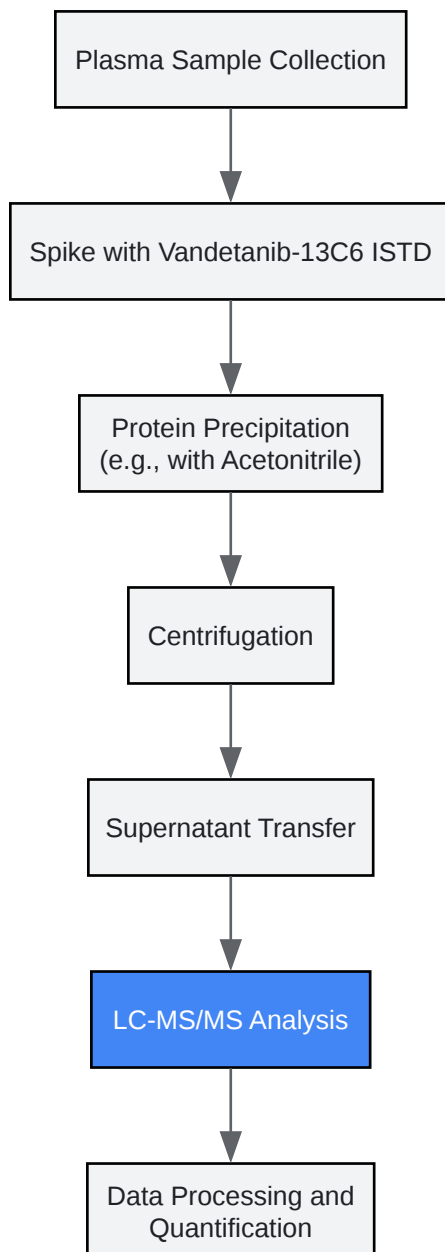 Plasma Sample Collection
Spike with Vandetanib-13C6 ISTD
Protein Precipitation
(e.g., with Acetonitrile)
Centrifugation
Supernatant Transfer
LC-MS/MS Analysis
Data Processing and
Quantification